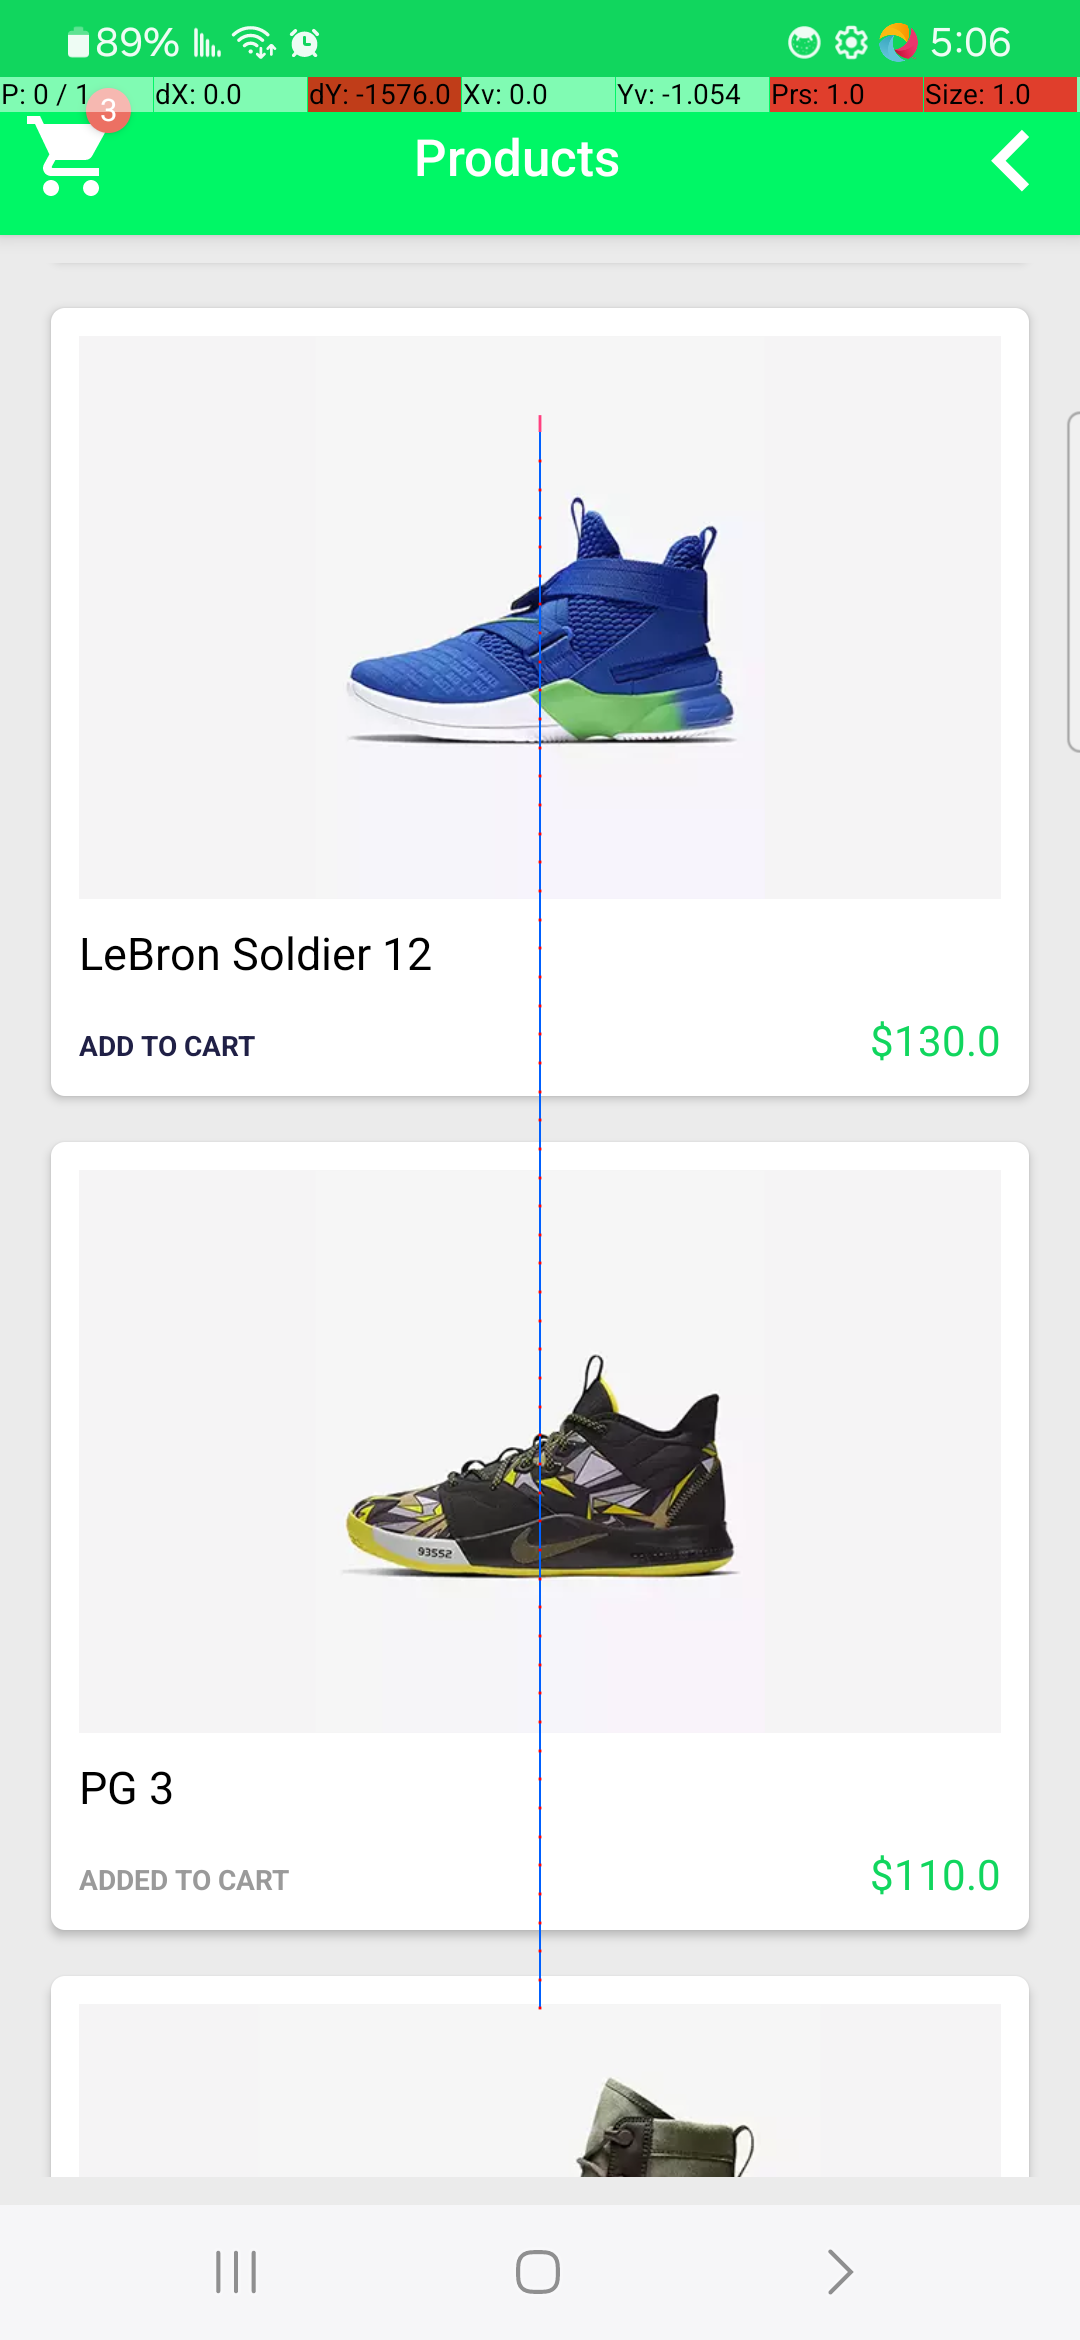 89% 5:06
P: 0 / 1 dX: 0.0 dY: -1576.0 Xv: 0.0 Yv: -1.054 Prs: 1.0 Size: 1.0
3
Products
LeBron Soldier 12
ADD TO CART $130.0
93552
PG 3
ADDED TO CART $110.0